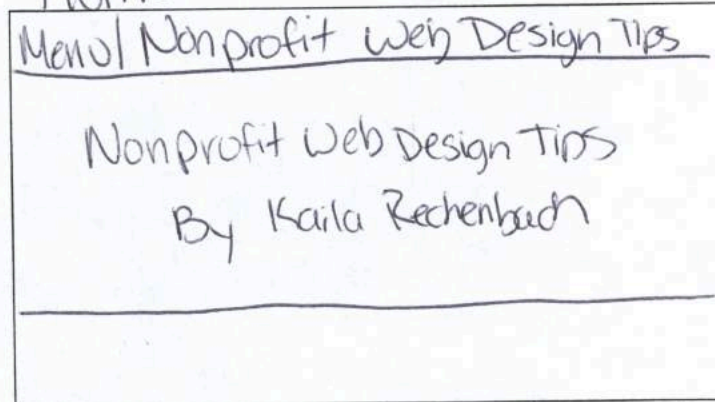 Menu| Nonprofit Web Design Tips
Nonprofit Web Design Tips
By Kaila Rechenbach